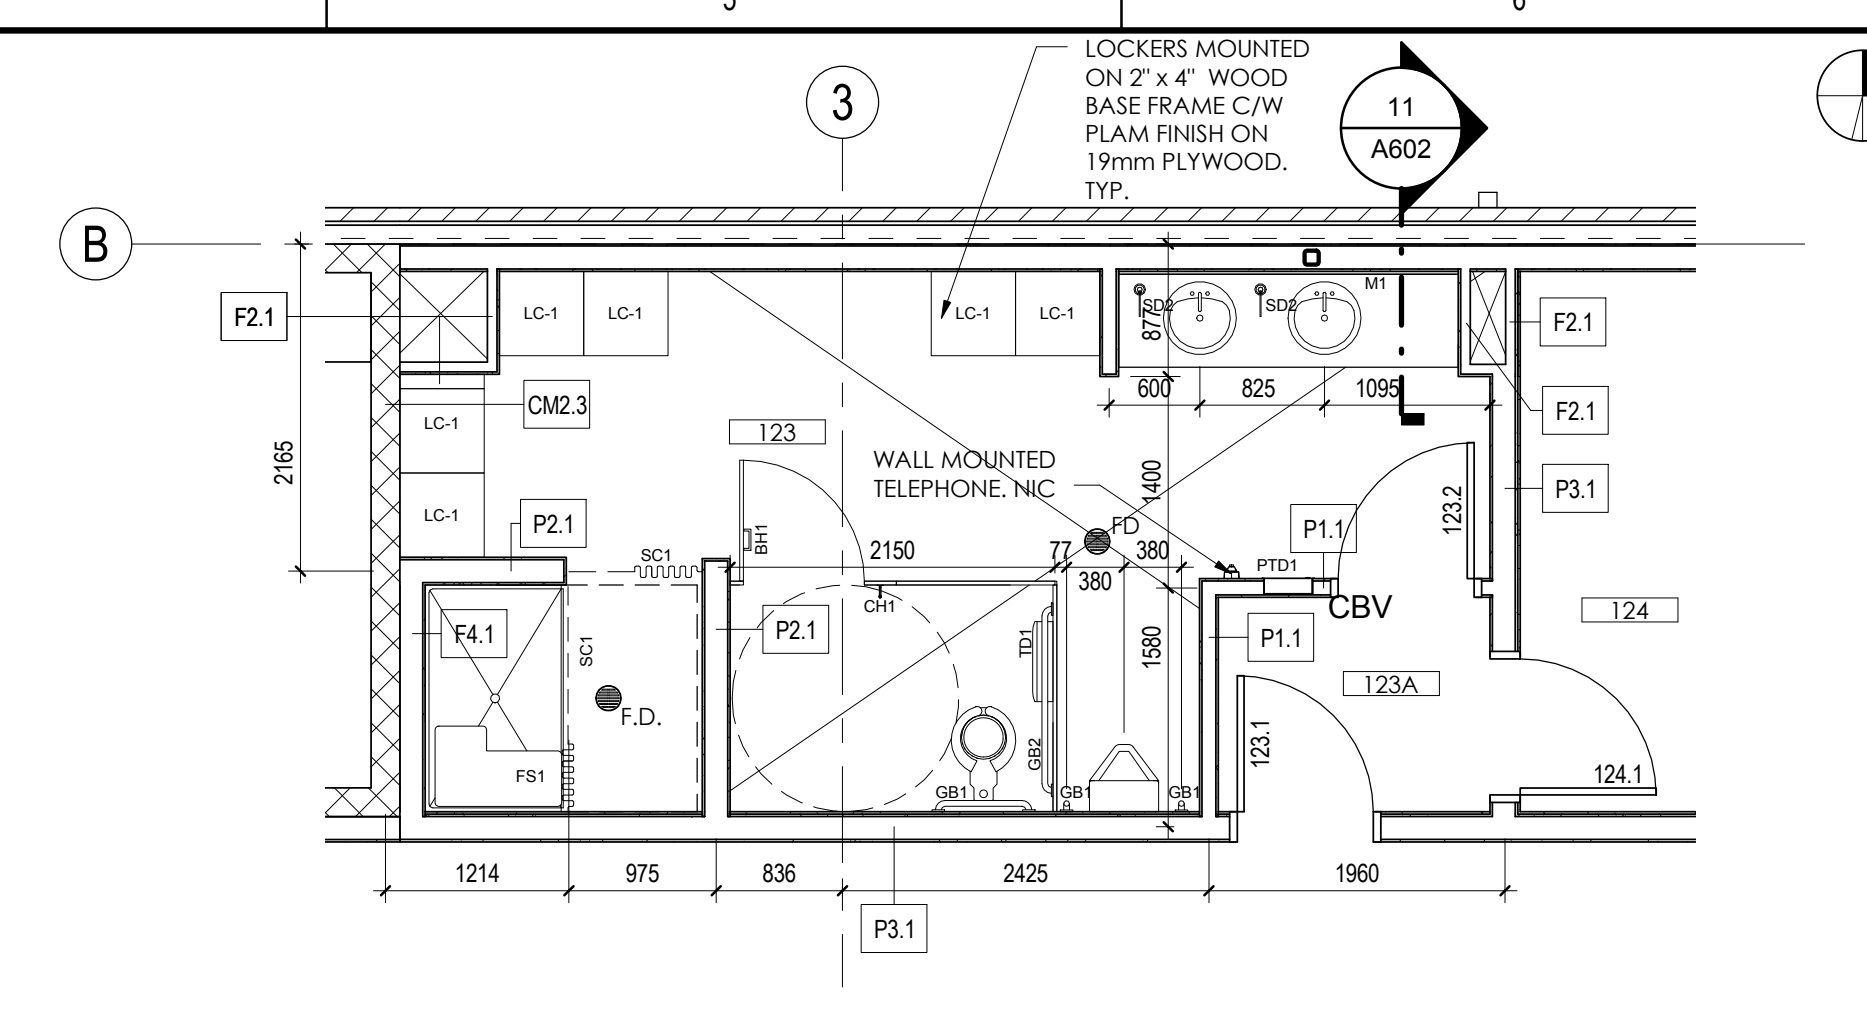 5
6
LOCKERS MOUNTED
ON 2" x 4" WOOD
BASE FRAME C/W
PLAM FINISH ON
19mm PLYWOOD.
TYP.
3
11
A602
B
F2.1
LC-1
LC-1
LC-1
LC-1
SD2
SD2
M1
F2.1
877
CM2.3
600
825
1095
F2.1
LC-1
123
2165
WALL MOUNTED
TELEPHONE. NIC
1400
P3.1
LC-1
P2.1
BH1
FD
P1.1
123.2
SC1
2150
77
380
380
PTD1
CH1
CBV
124
F4.1
SC1
P2.1
TD1
1580
P1.1
123A
F.D.
FS1
GB2
123.1
124.1
GB1
GB1
GB1
1214
975
836
2425
1960
P3.1